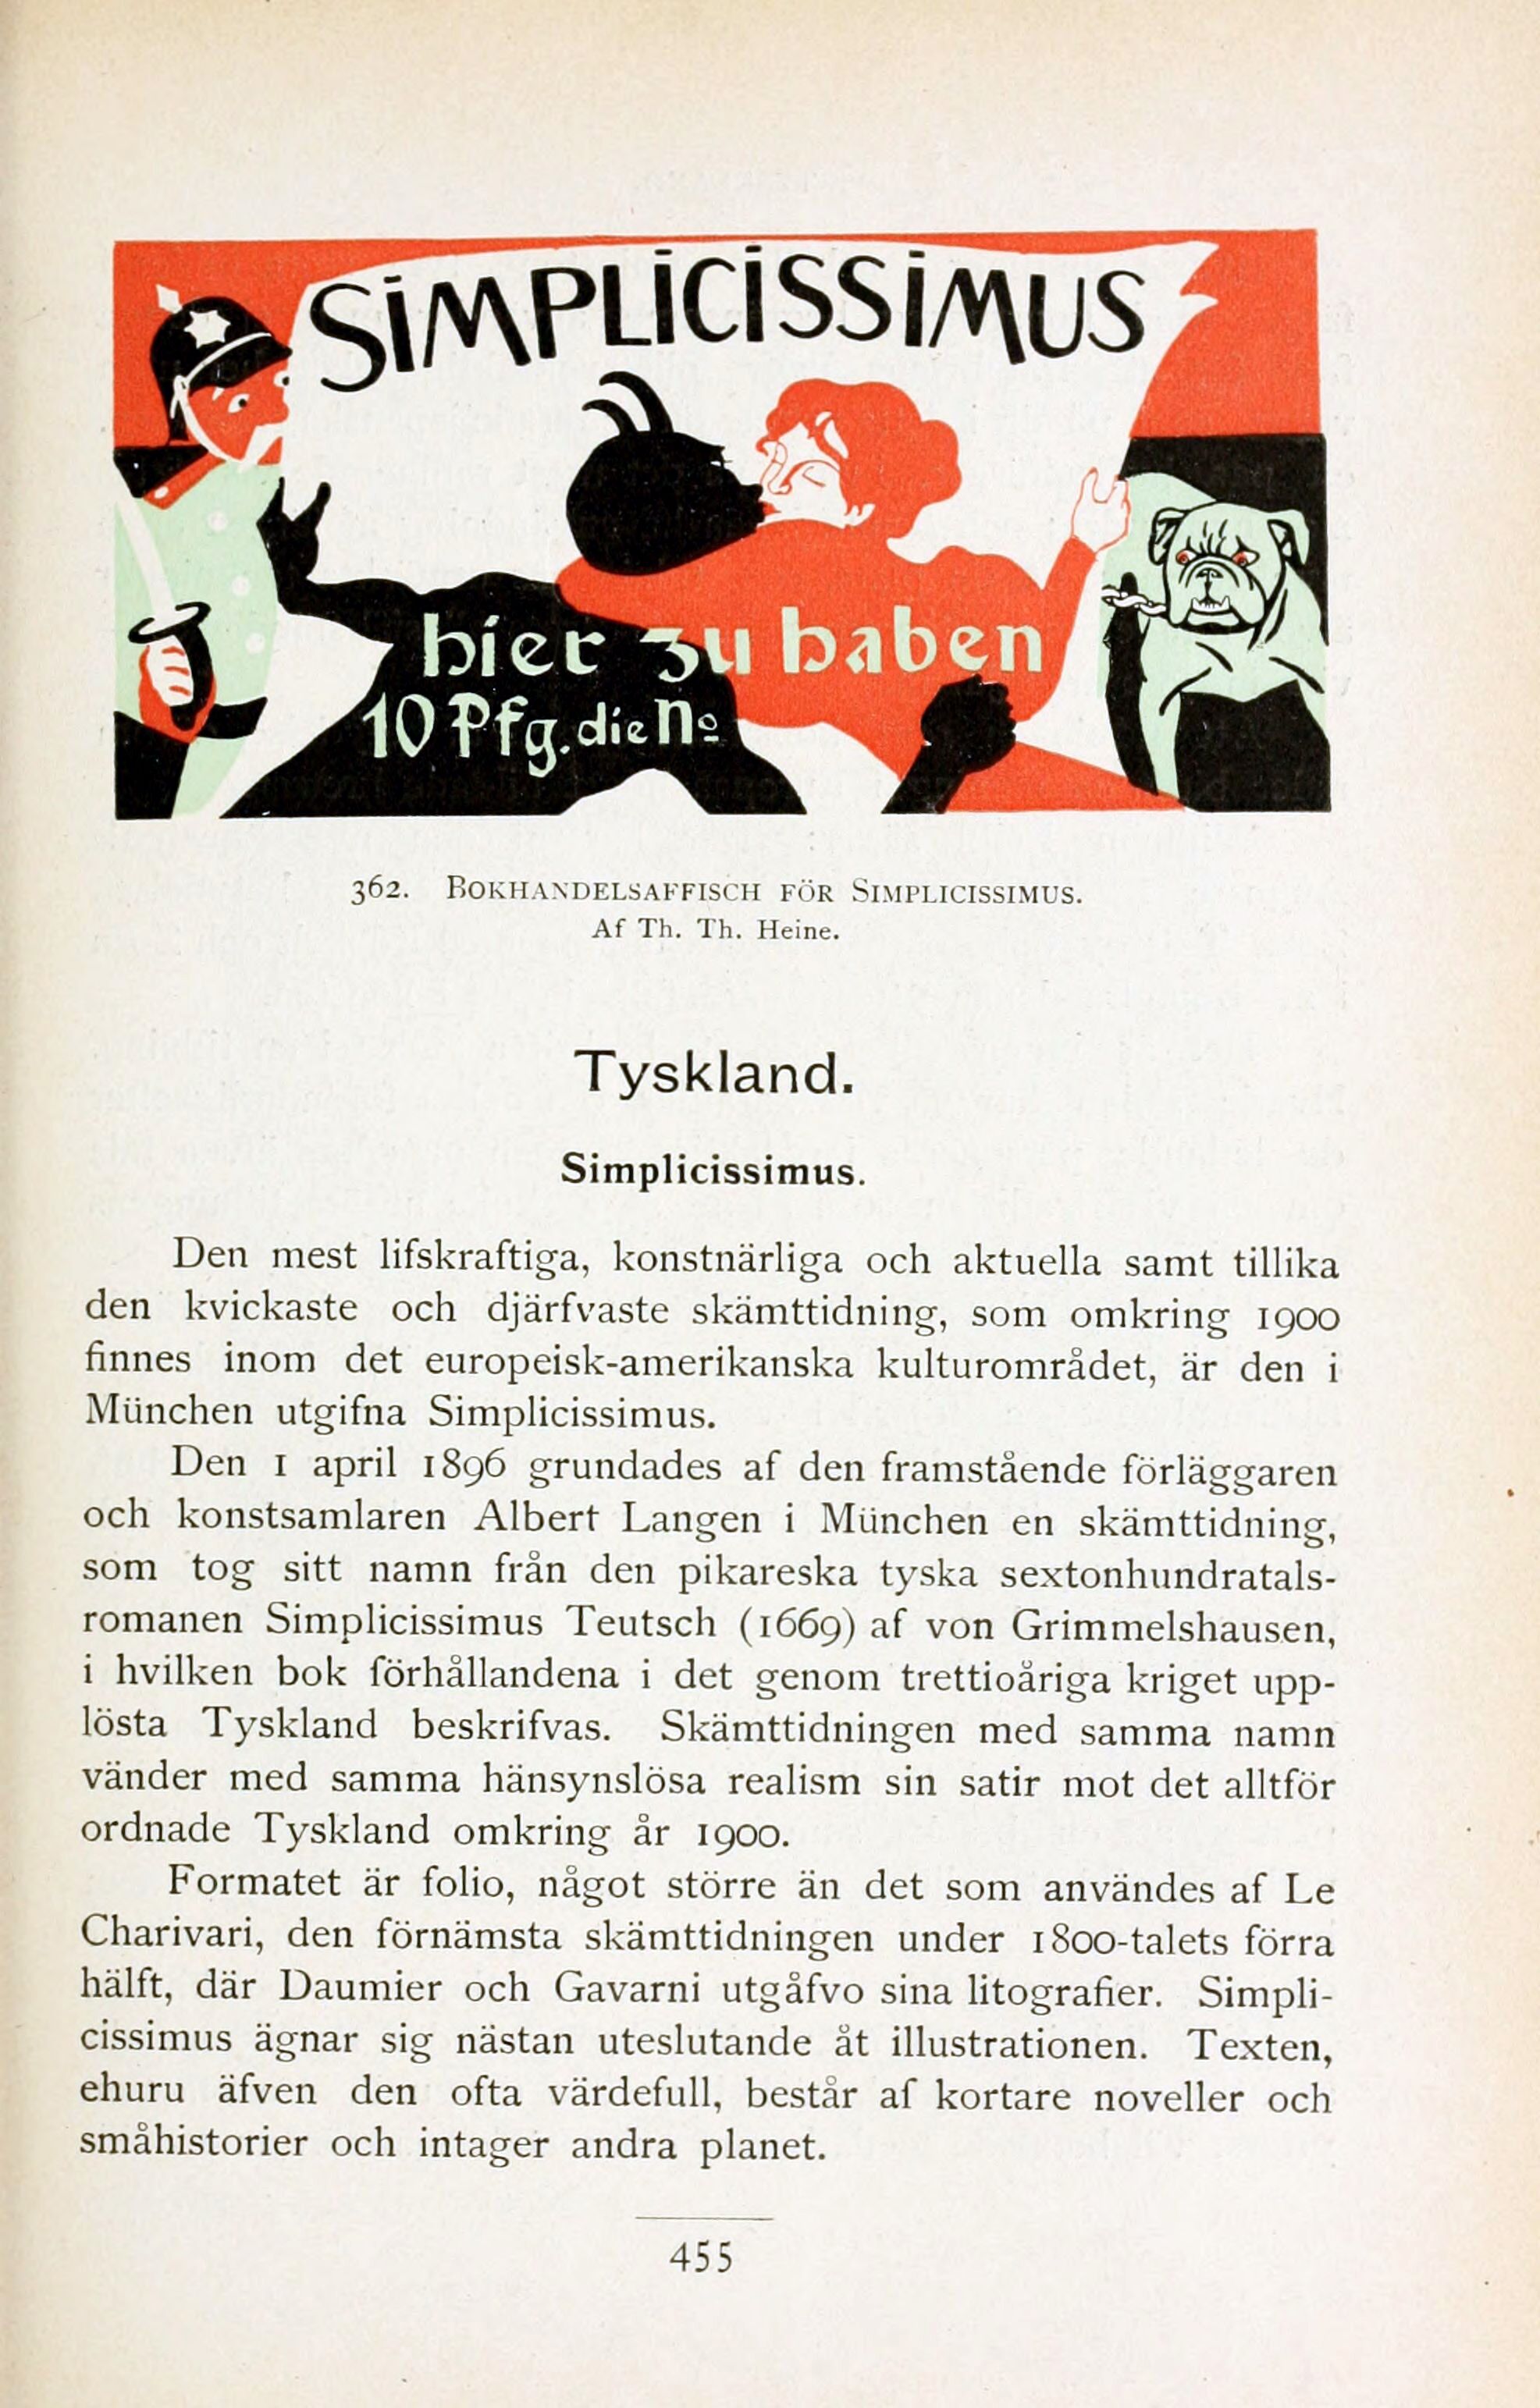 SIMPLICISSIMUS
hier zu haben
10 Pfg. die No
362. BOKHANDELSAFFISCH FÖR SIMPLICISSIMUS.
Af Th. Th. Heine.
Tyskland.
Simplicissimus.
Den mest lifskraftiga, konstnärliga och aktuella samt tillika
den kvickaste och djärfvaste skämttidning, som omkring 1900
finnes inom det europeisk-amerikanska kulturområdet, är den i
München utgifna Simplicissimus.
Den 1 april 1896 grundades af den framstående förläggaren
och konstsamlaren Albert Langen i München en skämttidning,
som tog sitt namn från den pikareska tyska sextonhundratals-
romanen Simplicissimus Teutsch (1669) af von Grimmelshausen,
i hvilken bok förhållandena i det genom trettioåriga kriget upp-
lösta Tyskland beskrifvas. Skämttidningen med samma namn
vänder med samma hänsynslösa realism sin satir mot det alltför
ordnade Tyskland omkring år 1900.
Formatet är folio, något större än det som användes af Le
Charivari, den förnämsta skämttidningen under 1800-talets förra
hälft, där Daumier och Gavarni utgåfvo sina litografier. Simpli-
cissimus ägnar sig nästan uteslutande åt illustrationen. Texten,
ehuru äfven den ofta värdefull, består af kortare noveller och
småhistorier och intager andra planet.
455